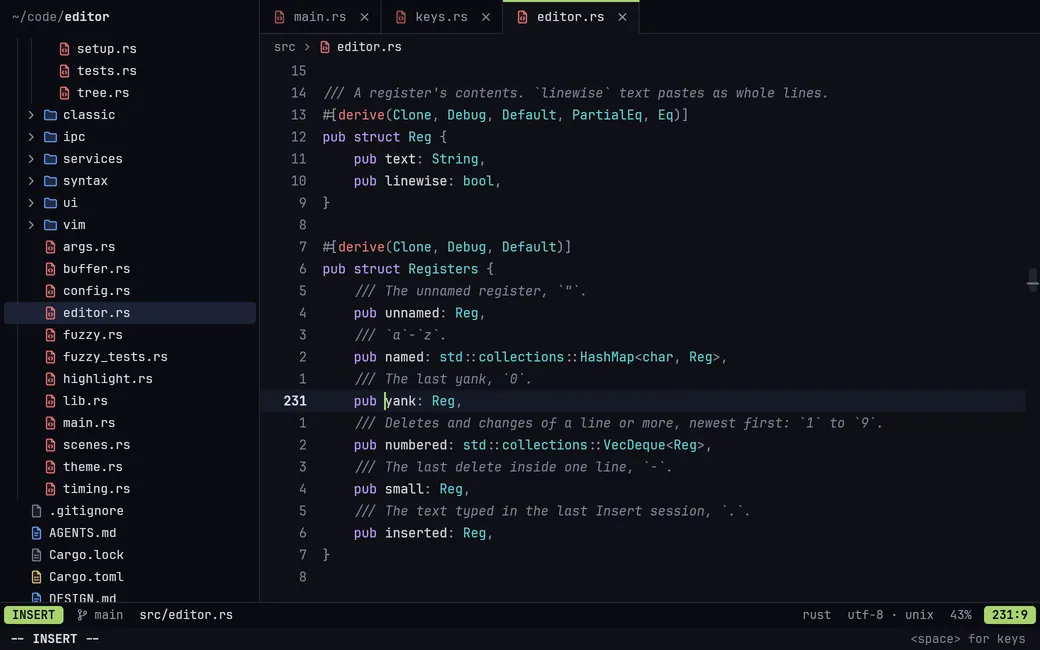 ~/code/editor
main.rs ×
keys.rs ×
editor.rs ×
src > editor.rs
setup.rs
tests.rs
tree.rs
classic
ipc
services
syntax
ui
vim
args.rs
buffer.rs
config.rs
editor.rs
fuzzy.rs
fuzzy_tests.rs
highlight.rs
lib.rs
main.rs
scenes.rs
theme.rs
timing.rs
.gitignore
AGENTS.md
Cargo.lock
Cargo.toml
DESIGN.md
15
14 /// A register's contents. `linewise` text pastes as whole lines.
13 #[derive(Clone, Debug, Default, PartialEq, Eq)]
12 pub struct Reg {
11     pub text: String,
10     pub linewise: bool,
9 }
8
7 #[derive(Clone, Debug, Default)]
6 pub struct Registers {
5     /// The unnamed register, `"`.
4     pub unnamed: Reg,
3     /// `a`-`z`.
2     pub named: std::collections::HashMap<char, Reg>,
1     /// The last yank, `0`.
231     pub yank: Reg,
1     /// Deletes and changes of a line or more, newest first: `1` to `9`.
2     pub numbered: std::collections::VecDeque<Reg>,
3     /// The last delete inside one line, `-`.
4     pub small: Reg,
5     /// The text typed in the last Insert session, `.`.
6     pub inserted: Reg,
7 }
8
INSERT main src/editor.rs rust utf-8 · unix 43% 231:9
-- INSERT -- <space> for keys